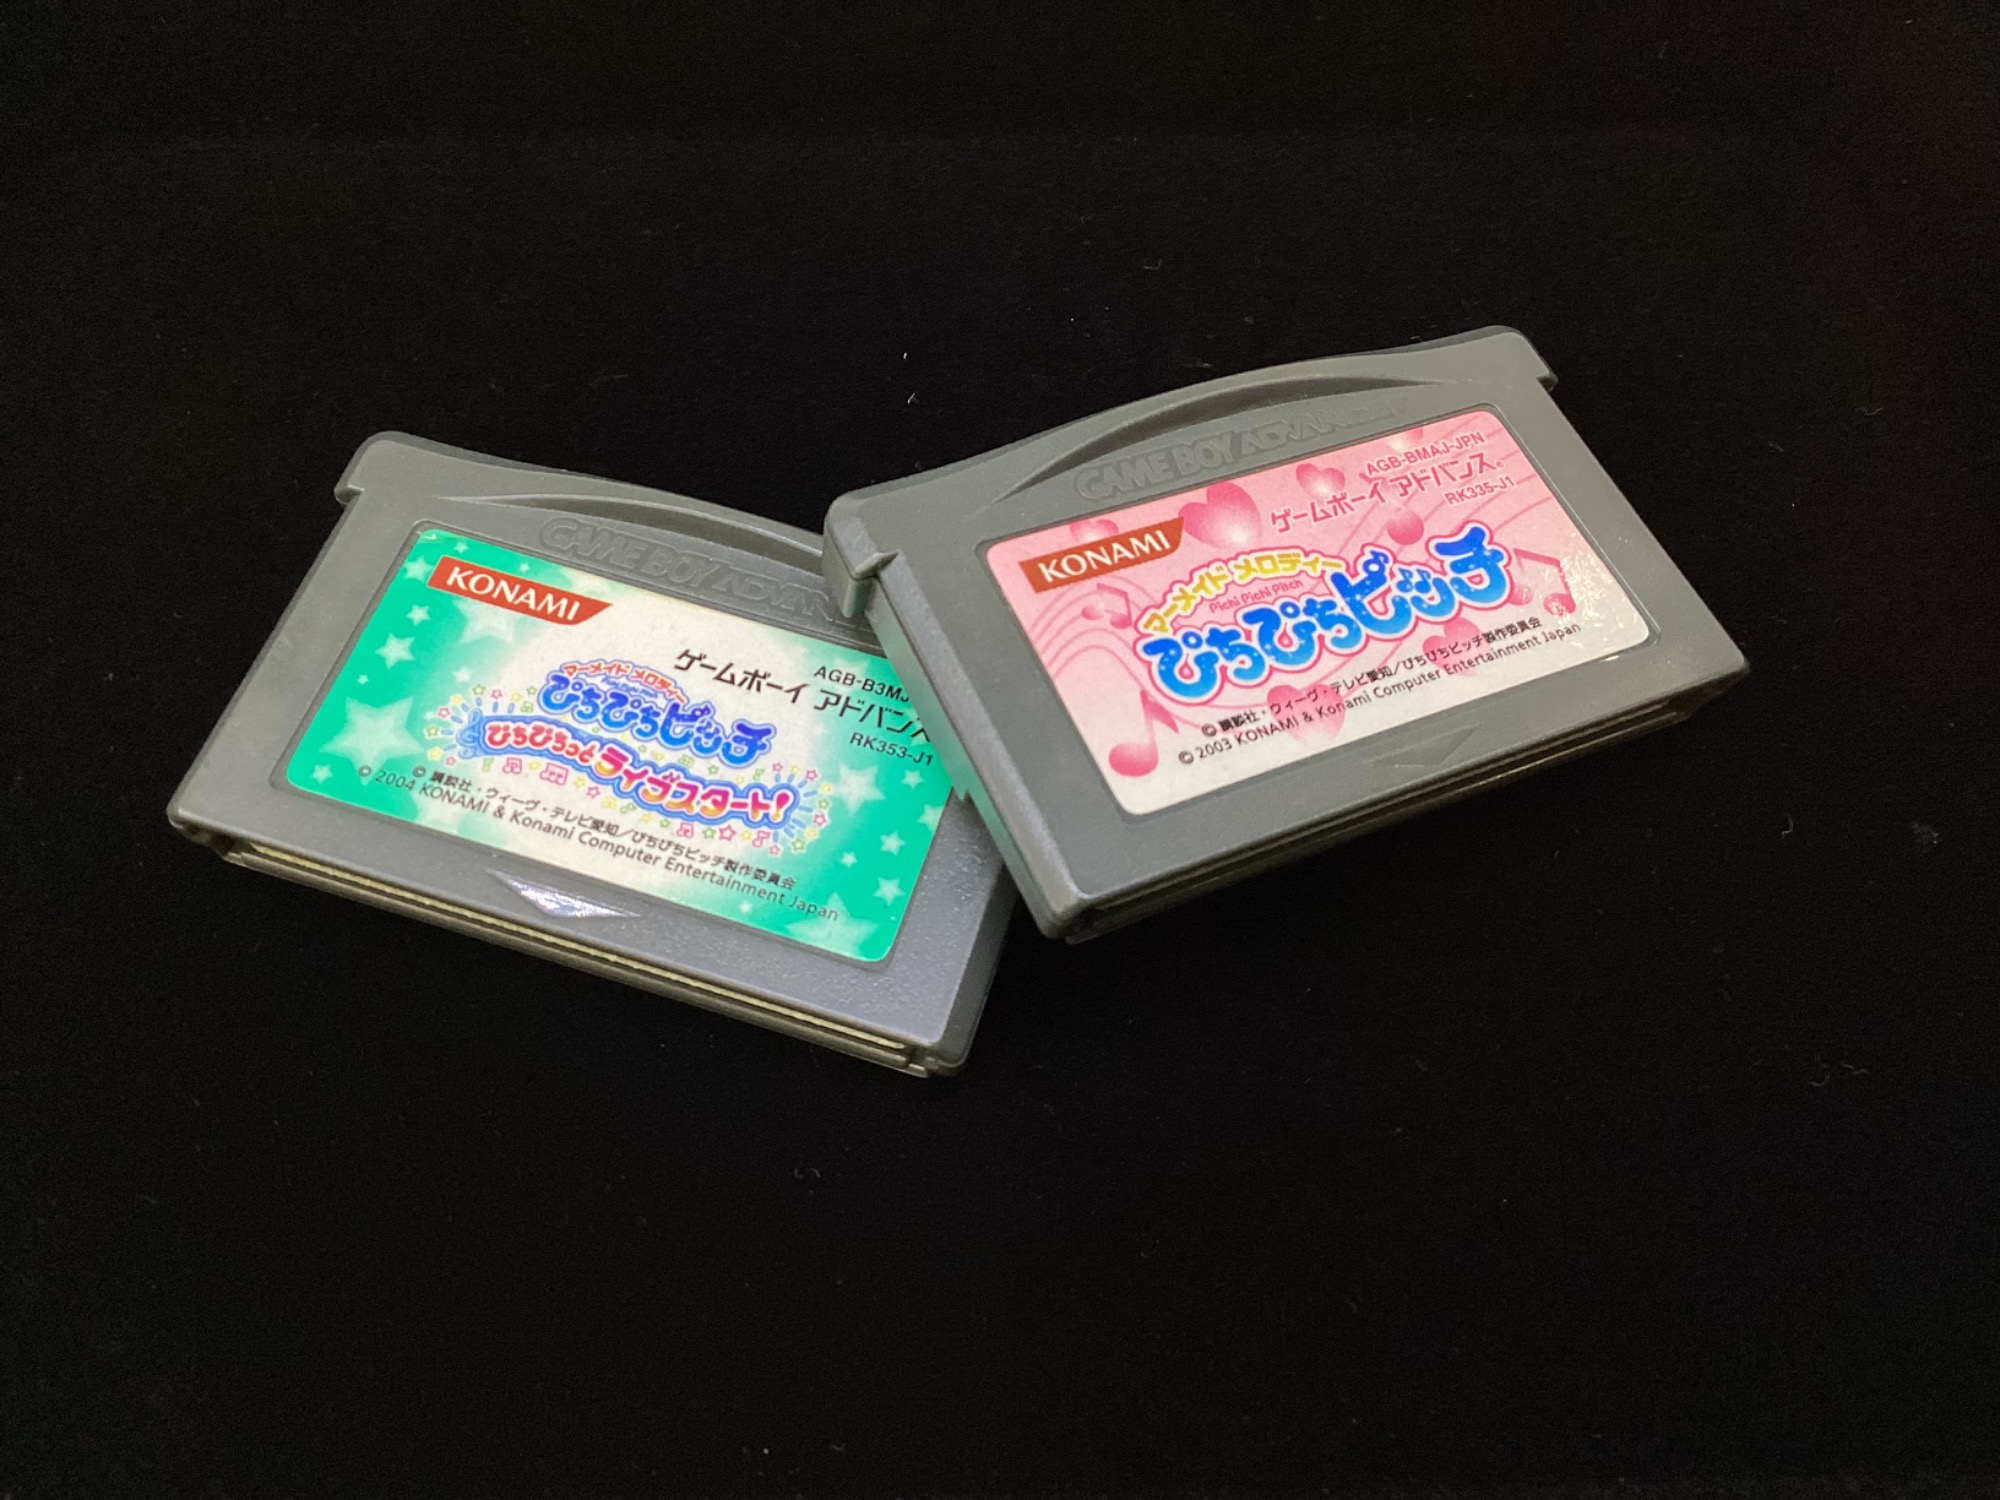 GAME BOY ADVAN
KONAMI
AGB-B3MJ
ゲームボーイ アドバン
RK353-J1
マーメイド メロディー
ぴちぴちピッチ
ぴちぴちっと ライブスタート!
© 講談社・ウィーヴ・テレビ愛知/ぴちぴちピッチ製作委員会
© 2004 KONAMI & Konami Computer Entertainment Japan
GAME BOY ADVANCE
AGB-BMAJ-JPN
ゲームボーイ アドバンス®
RK335-J1
KONAMI
マーメイド メロディー
Pichi Pichi Pitch
ぴちぴちピッチ
© 講談社・ウィーヴ・テレビ愛知/ぴちぴちピッチ製作委員会
© 2003 KONAMI & Konami Computer Entertainment Japan